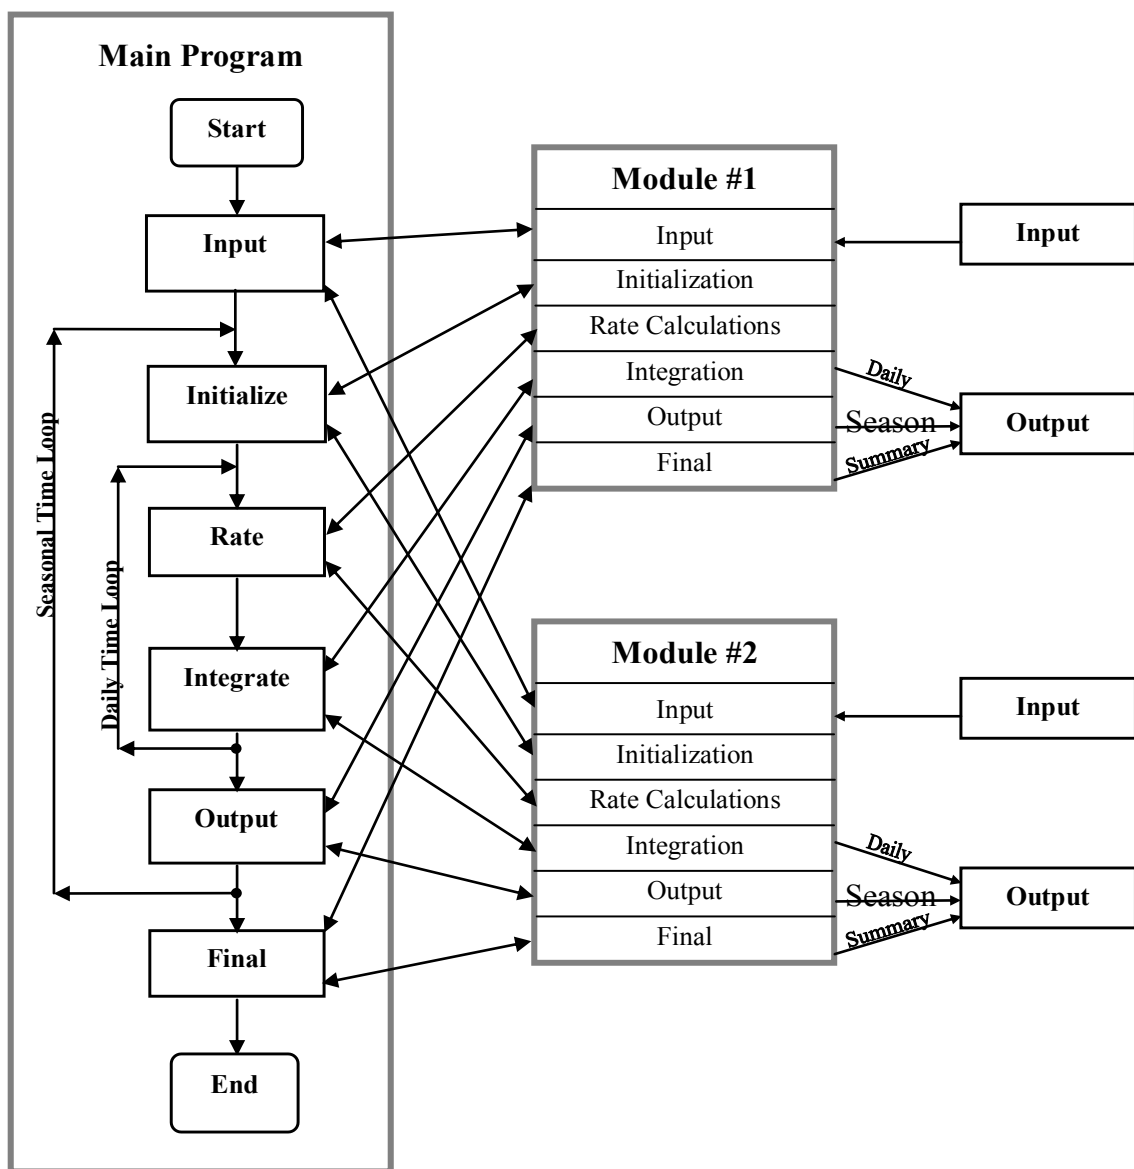 Main Program
Start
Input
Initialize
Rate
Integrate
Output
Final
End
Seasonal Time Loop
Daily Time Loop
Module #1
Input
Initialization
Rate Calculations
Integration
Output
Final
Input
Daily
Season
Summary
Output
Module #2
Input
Initialization
Rate Calculations
Integration
Output
Final
Input
Daily
Season
Summary
Output